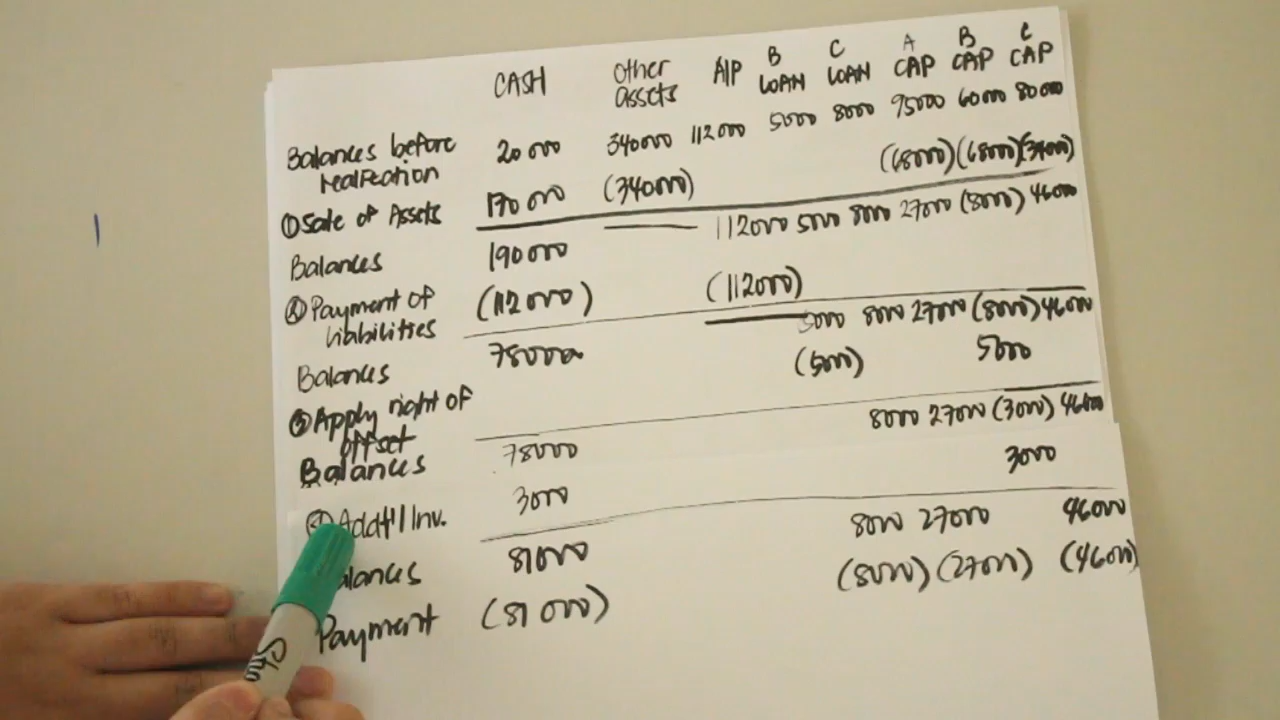 CASH Other assets A/P B LOAN C LOAN A CAP B CAP C CAP
Balances before realization 20000 340000 112000 5000 8000 95000 60000 80000
① Sale of Assets 170000 (340000) (68000) (68000) (34000)
Balances 190000 112000 5000 8000 27000 (8000) 46000
② Payment of liabilities (112000) (112000)
Balances 78000 5000 8000 27000 (8000) 46000
③ Apply right of offset (5000) 5000
Balances 78000 8000 27000 (3000) 46000
④ Addt'l Inv. 3000 3000
alances 81000 8000 27000 46000
Payment (81000) (8000) (27000) (46000)